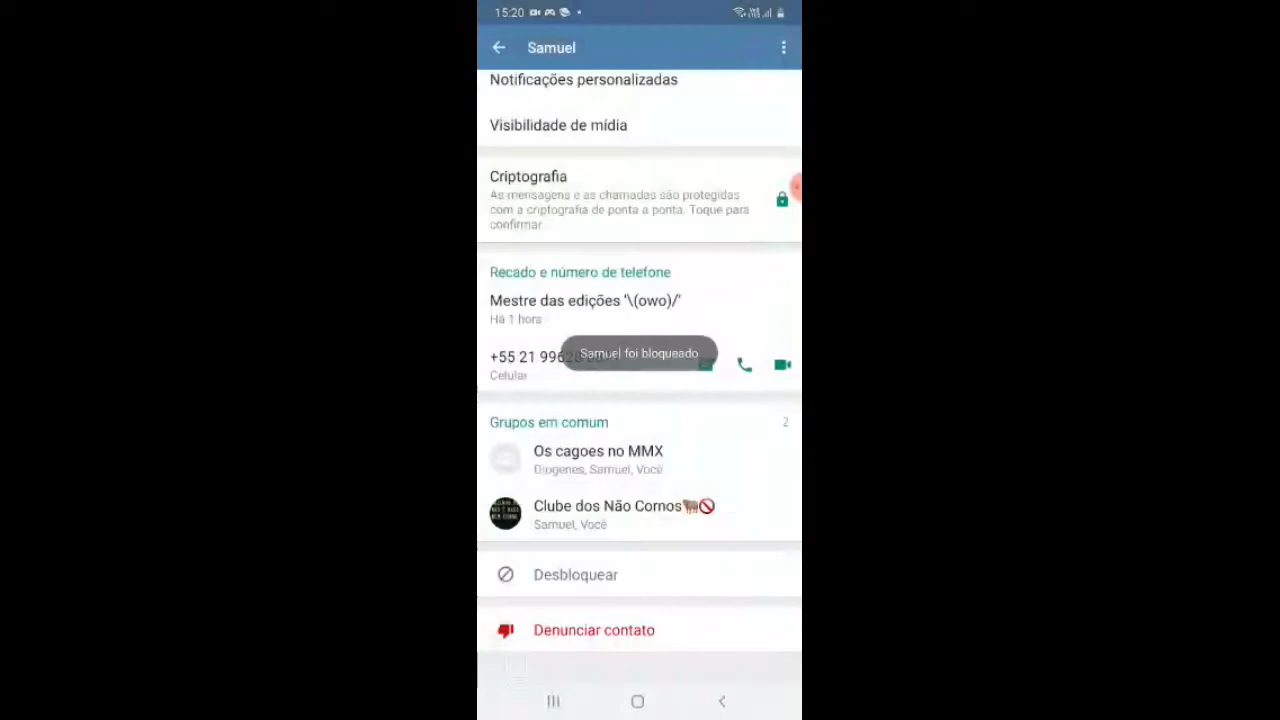 15:20
Samuel
Notificações personalizadas
Visibilidade de mídia
Criptografia
As mensagens e as chamadas são protegidas
com a criptografia de ponta a ponta. Toque para
confirmar.
Recado e número de telefone
Mestre das edições '\(owo)/'
Há 1 hora
Samuel foi bloqueado
+55 21 9962
Celular
Grupos em comum 2
Os cagoes no MMX
Diogenes, Samuel, Você
Clube dos Não Cornos🐂🚫
Samuel, Você
Desbloquear
Denunciar contato